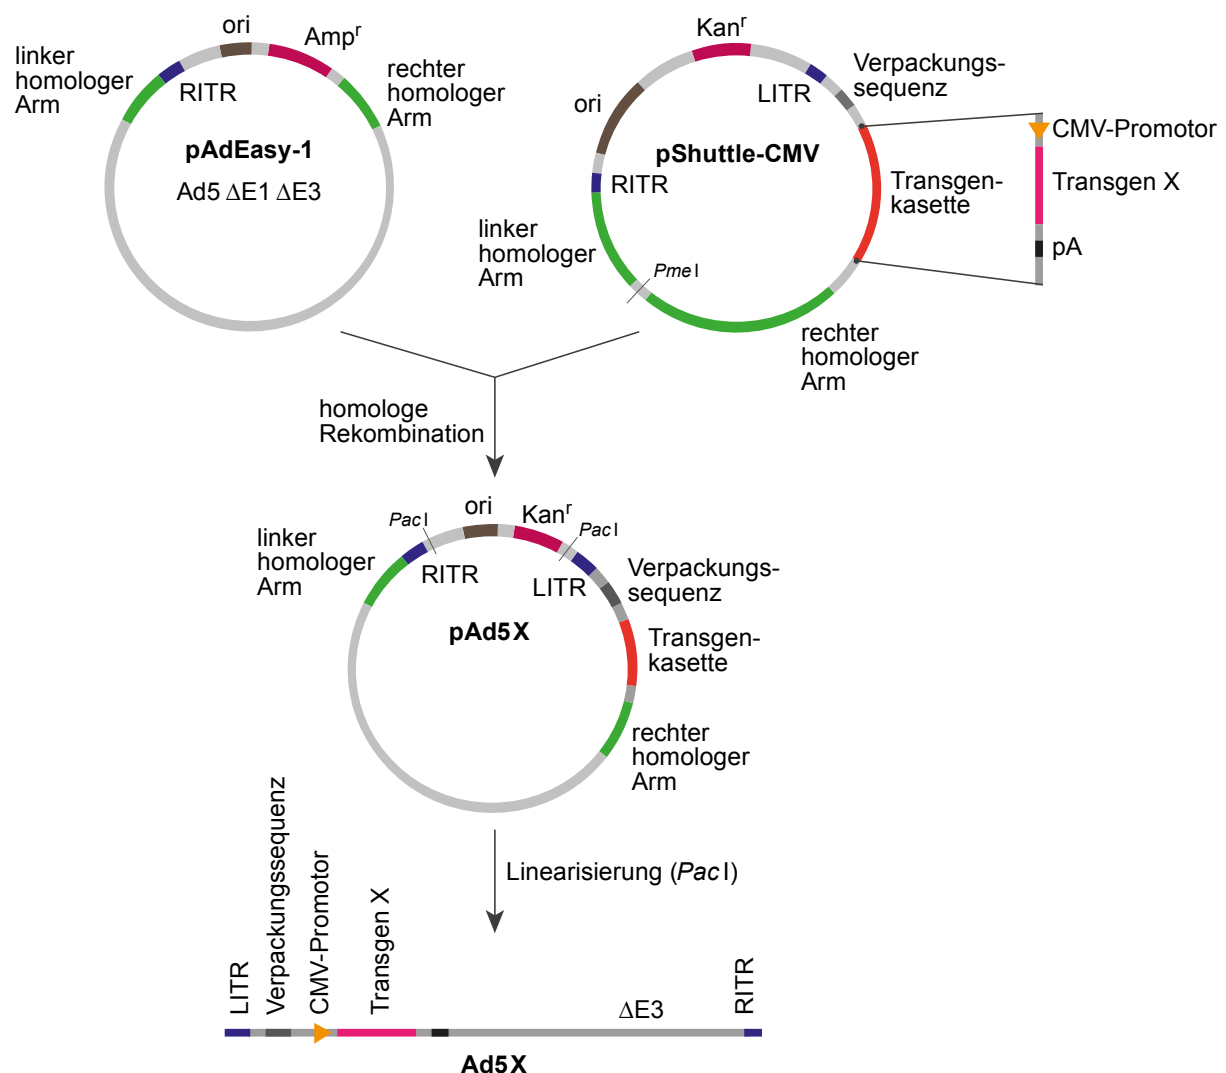 ori
Ampʳ
linker
homologer
Arm
RITR
rechter
homologer
Arm
pAdEasy-1
Ad5 ΔE1 ΔE3
Kanʳ
LITR
Verpackungs-
sequenz
ori
pShuttle-CMV
RITR
Transgen-
kasette
linker
homologer
Arm
PmeI
rechter
homologer
Arm
CMV-Promotor
Transgen X
pA
homologe
Rekombination
ori
Kanʳ
PacI
PacI
linker
homologer
Arm
RITR
LITR
Verpackungs-
sequenz
pAd5X
Transgen-
kasette
rechter
homologer
Arm
Linearisierung (PacI)
LITR
Verpackungssequenz
CMV-Promotor
Transgen X
ΔE3
RITR
Ad5X